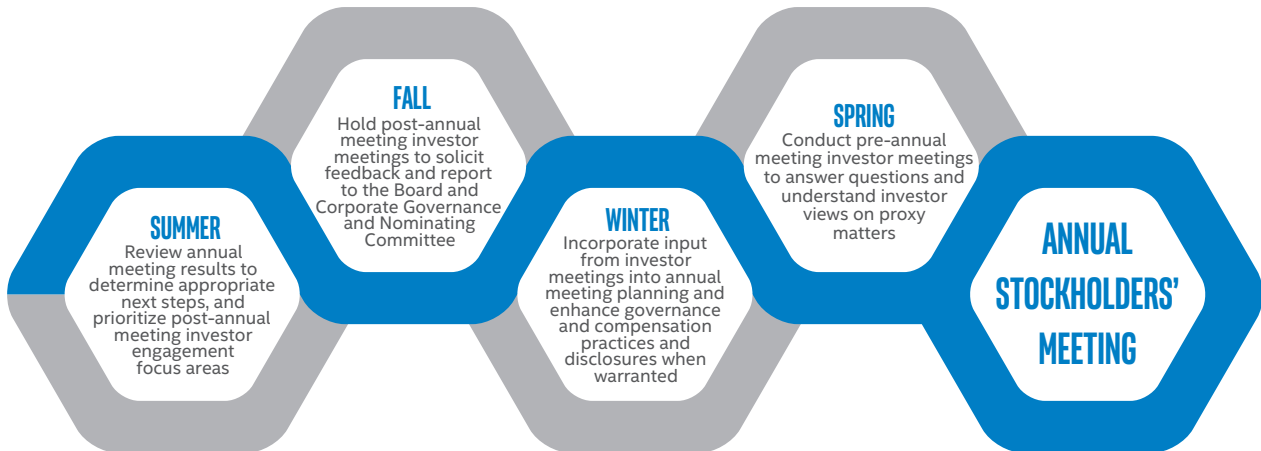 SUMMER
Review annual
meeting results to
determine appropriate
next steps, and
prioritize post-annual
meeting investor
engagement
focus areas
FALL
Hold post-annual
meeting investor
meetings to solicit
feedback and report
to the Board and
Corporate Governance
and Nominating
Committee
WINTER
Incorporate input
from investor
meetings into annual
meeting planning and
enhance governance
and compensation
practices and
disclosures when
warranted
SPRING
Conduct pre-annual
meeting investor meetings
to answer questions and
understand investor
views on proxy
matters
ANNUAL
STOCKHOLDERS’
MEETING